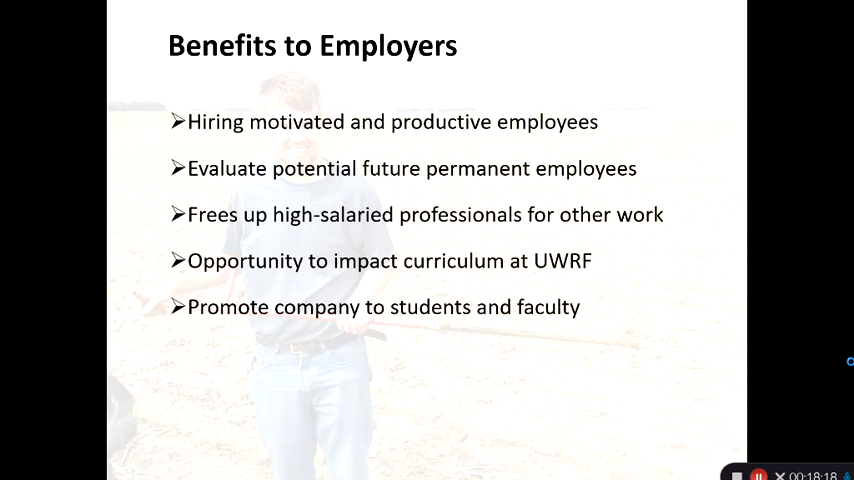 Benefits to Employers
➢Hiring motivated and productive employees
➢Evaluate potential future permanent employees
➢Frees up high-salaried professionals for other work
➢Opportunity to impact curriculum at UWRF
➢Promote company to students and faculty
00:18:18